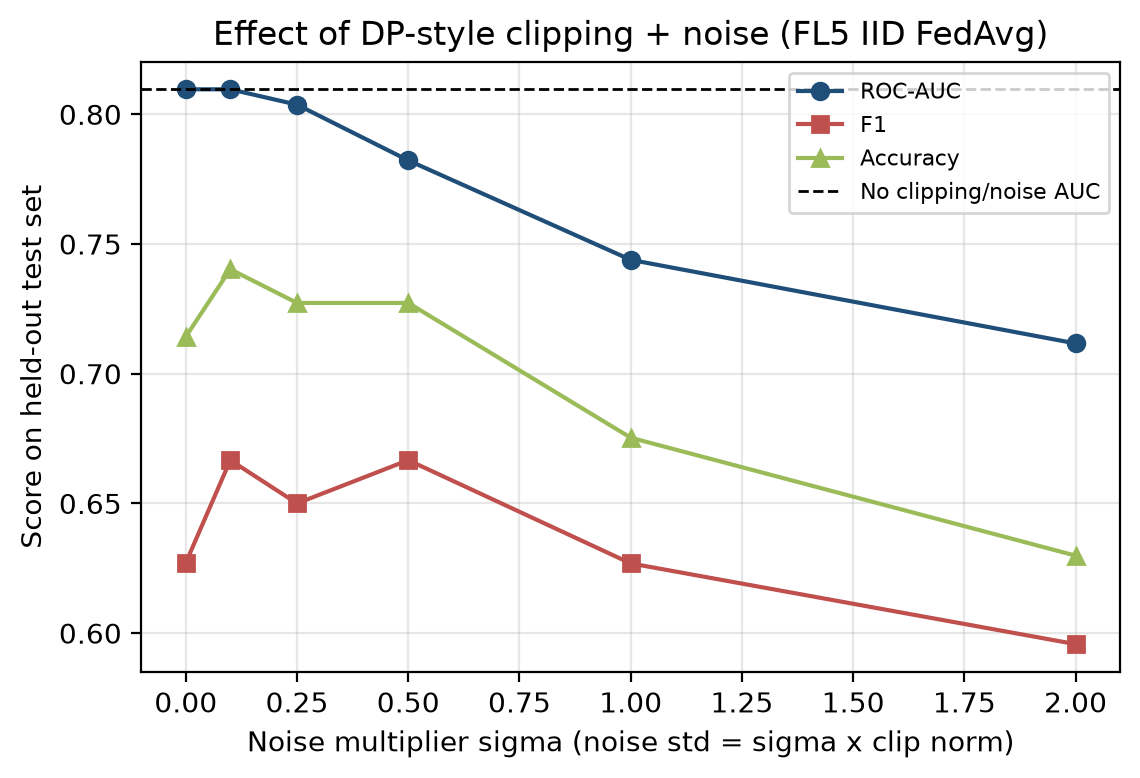 Effect of DP-style clipping + noise (FL5 IID FedAvg)
ROC-AUC
F1
Accuracy
No clipping/noise AUC
Score on held-out test set
0.80
0.75
0.70
0.65
0.60
0.00 0.25 0.50 0.75 1.00 1.25 1.50 1.75 2.00
Noise multiplier sigma (noise std = sigma x clip norm)